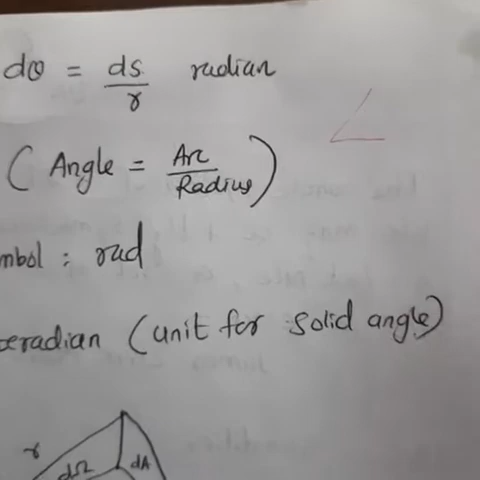 dθ = ds/r radian
(Angle = Arc/Radius)
mbol : rad
eradian (unit for solid angle)
r
dΩ dA